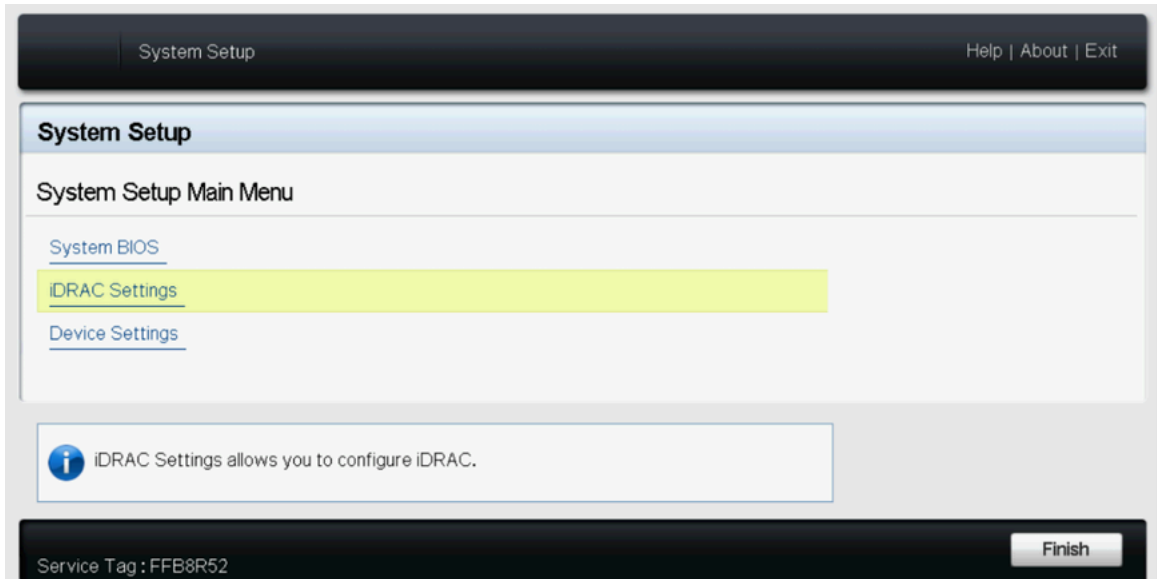 System Setup
Help | About | Exit
System Setup
System Setup Main Menu
System BIOS
iDRAC Settings
Device Settings
iDRAC Settings allows you to configure iDRAC.
Service Tag : FFB8R52
Finish